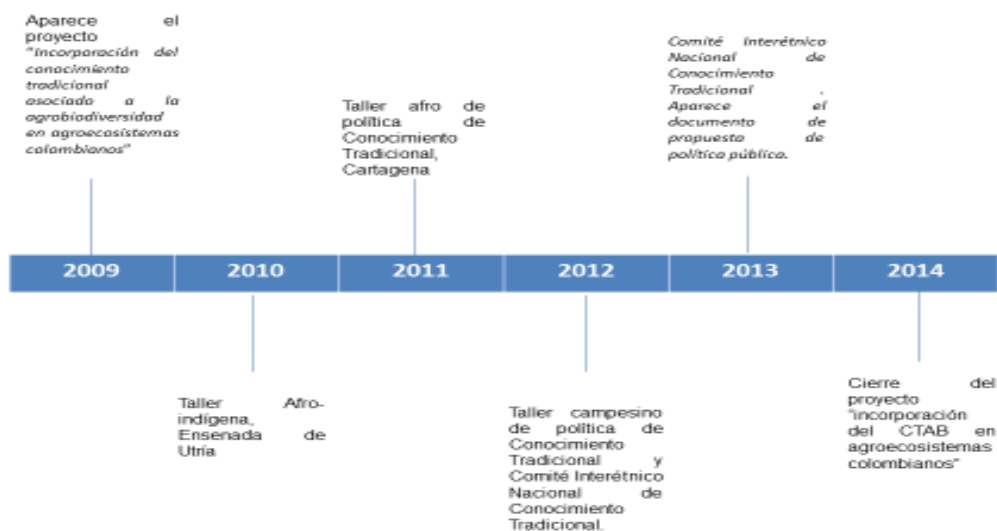 Aparece el
proyecto
"Incorporación del
conocimiento
tradicional
asociado a la
agrobiodiversidad
en agroecosistemas
colombianos"
Taller afro de
política de
Conocimiento
Tradicional,
Cartagena
Comité Interétnico
Nacional de
Conocimiento
Tradicional .
Aparece el
documento de
propuesta de
política pública.
2009 2010 2011 2012 2013 2014
Taller Afro-
indígena,
Ensenada de
Utría
Taller campesino
de política de
Conocimiento
Tradicional y
Comité Interétnico
Nacional de
Conocimiento
Tradicional.
Cierre del
proyecto
"incorporación
del CTAB en
agroecosistemas
colombianos"